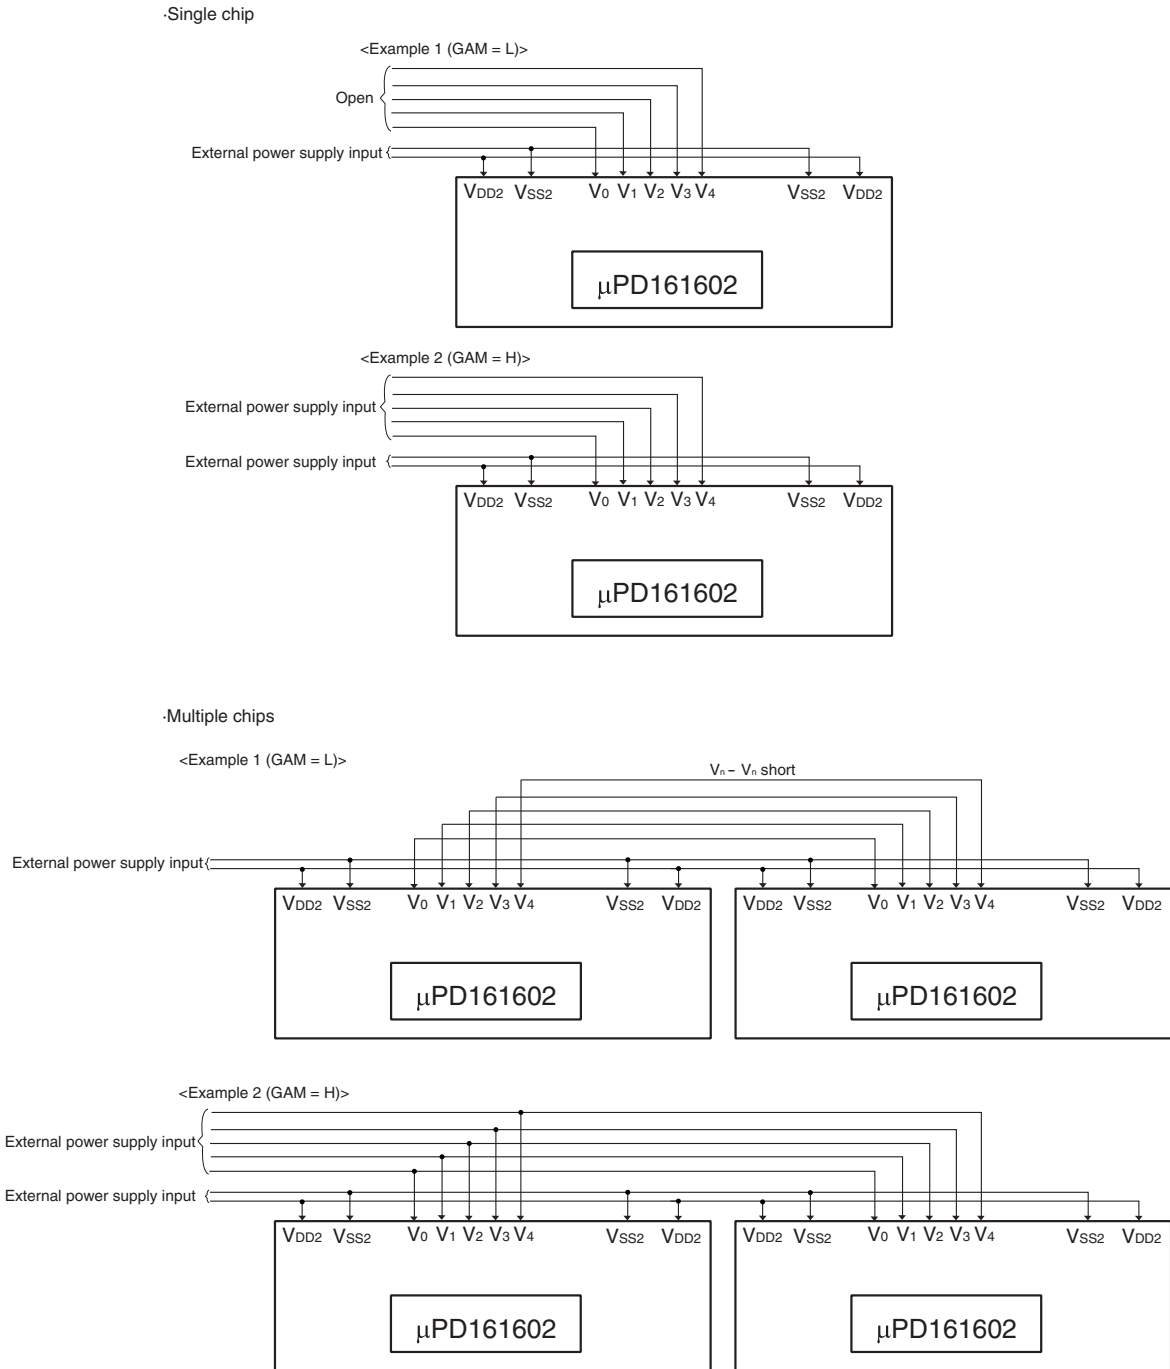 ·Single chip
<Example 1 (GAM = L)>
Open
External power supply input
VDD2 VSS2 V0 V1 V2 V3 V4 VSS2 VDD2
μPD161602
<Example 2 (GAM = H)>
External power supply input
External power supply input
VDD2 VSS2 V0 V1 V2 V3 V4 VSS2 VDD2
μPD161602
·Multiple chips
<Example 1 (GAM = L)>
Vn – Vn short
External power supply input
VDD2 VSS2 V0 V1 V2 V3 V4 VSS2 VDD2 VDD2 VSS2 V0 V1 V2 V3 V4 VSS2 VDD2
μPD161602 μPD161602
<Example 2 (GAM = H)>
External power supply input
External power supply input
VDD2 VSS2 V0 V1 V2 V3 V4 VSS2 VDD2 VDD2 VSS2 V0 V1 V2 V3 V4 VSS2 VDD2
μPD161602 μPD161602